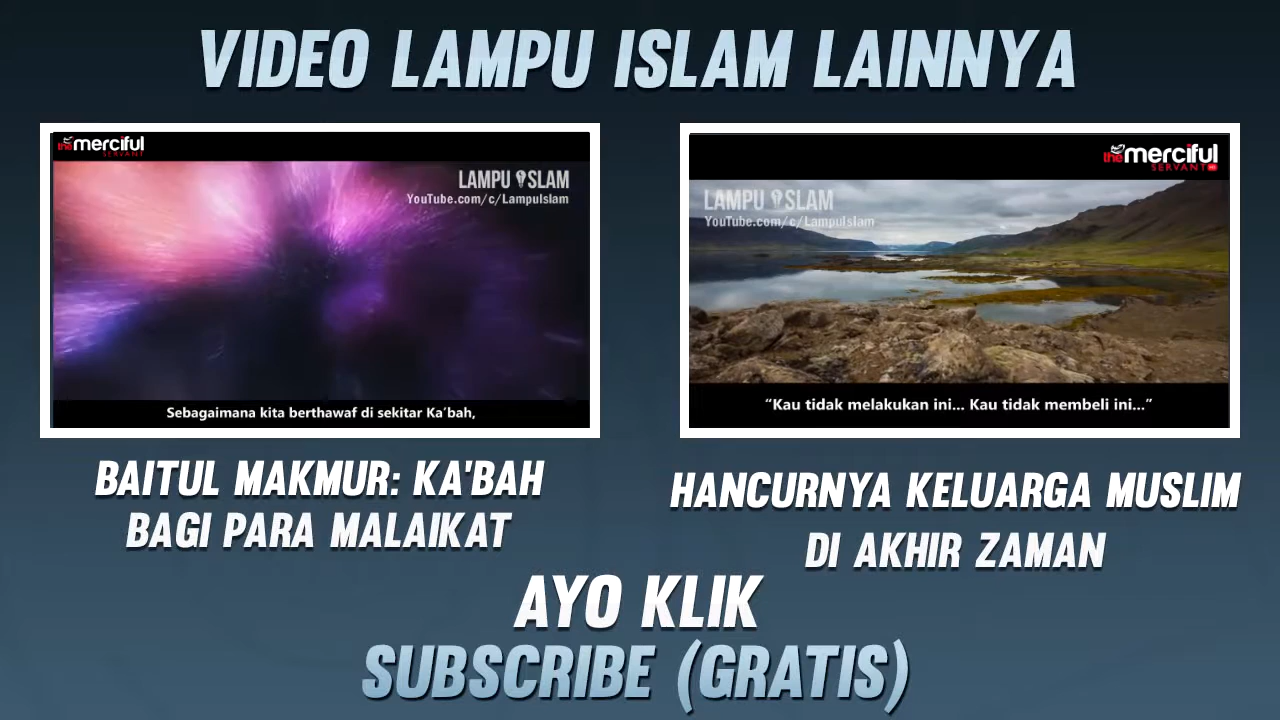 VIDEO LAMPU ISLAM LAINNYA
the merciful
SERVANT
LAMPU ISLAM
YouTube.com/c/LampuIslam
Sebagaimana kita berthawaf di sekitar Ka'bah,
the merciful
SERVANT
LAMPU ISLAM
YouTube.com/c/LampuIslam
“Kau tidak melakukan ini... Kau tidak membeli ini...”
BAITUL MAKMUR: KA'BAH
BAGI PARA MALAIKAT
HANCURNYA KELUARGA MUSLIM
DI AKHIR ZAMAN
AYO KLIK
SUBSCRIBE (GRATIS)